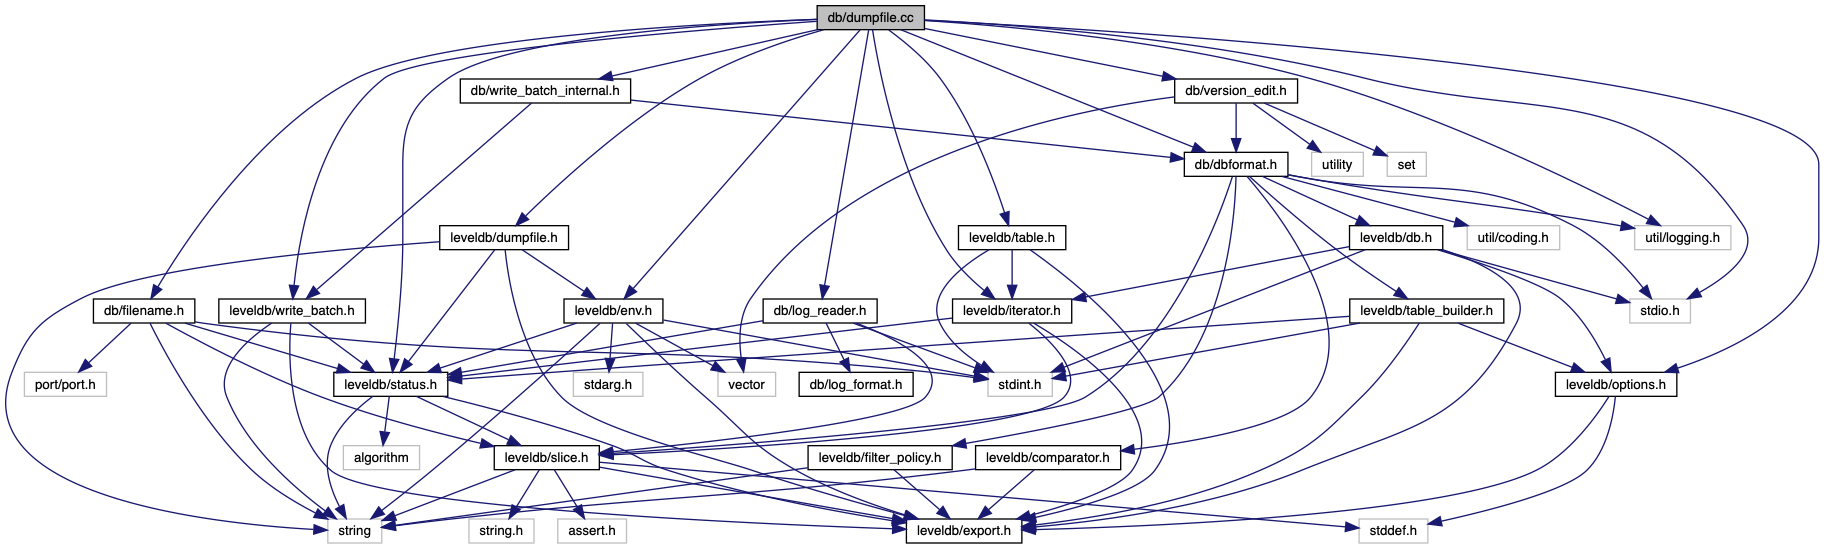 db/dumpfile.cc
db/write_batch_internal.h
db/version_edit.h
db/dbformat.h
utility
set
leveldb/dumpfile.h
leveldb/table.h
leveldb/db.h
util/coding.h
util/logging.h
db/filename.h
leveldb/write_batch.h
leveldb/env.h
db/log_reader.h
leveldb/iterator.h
leveldb/table_builder.h
stdio.h
port/port.h
leveldb/status.h
stdarg.h
vector
db/log_format.h
stdint.h
leveldb/options.h
algorithm
leveldb/slice.h
leveldb/filter_policy.h
leveldb/comparator.h
string
string.h
assert.h
leveldb/export.h
stddef.h